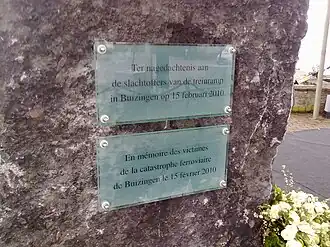 Ter nagedachtenis aan
de slachtoffers van de treinramp
in Buizingen op 15 februari 2010
En mémoire des victimes
de la catastrophe ferroviaire
de Buizingen le 15 février 2010